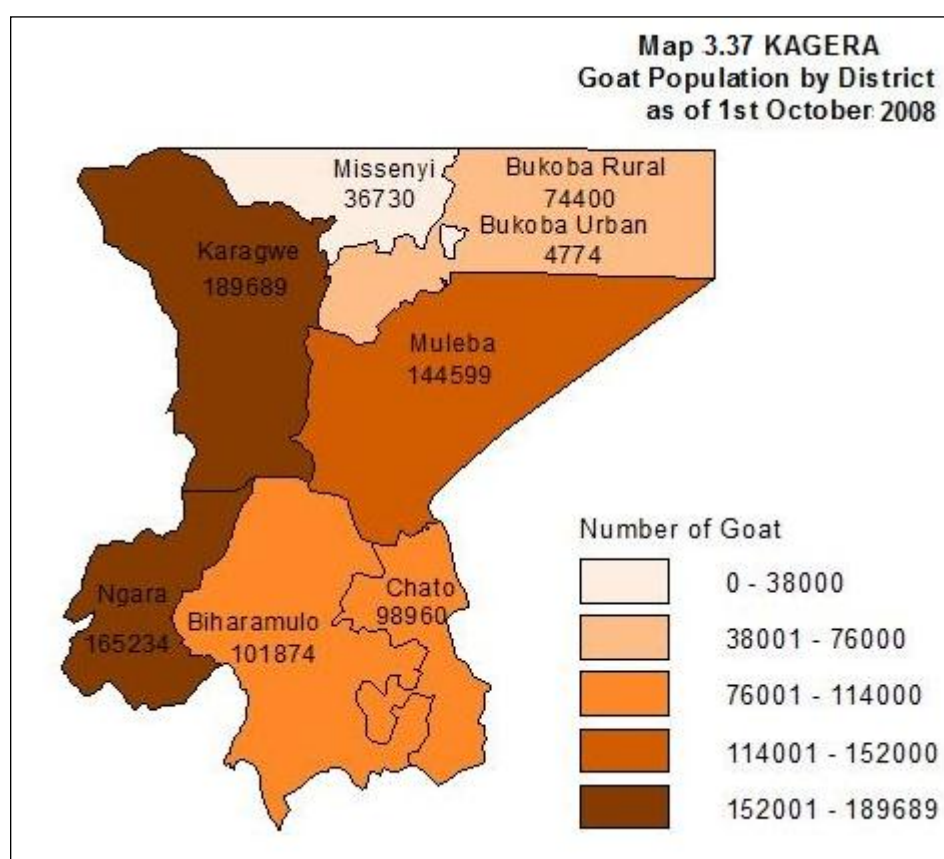 Map 3.37 KAGERA
Goat Population by District
as of 1st October 2008
Missenyi
36730
Bukoba Rural
74400
Bukoba Urban
4774
Karagwe
189689
Muleba
144599
Ngara
165234
Biharamulo
101874
Chato
98960
Number of Goat
0 - 38000
38001 - 76000
76001 - 114000
114001 - 152000
152001 - 189689